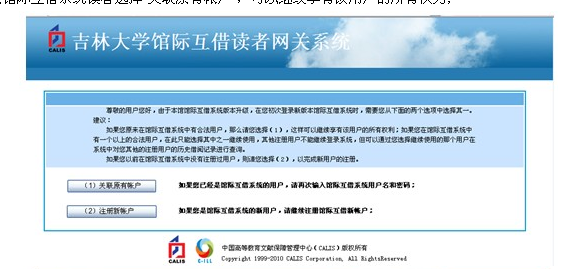 馆际互借系统读者选择"关联原有帐户",可以继续享有该用户的所有权力;
CALIS
吉林大学馆际互借读者网关系统
尊敬的用户您好,由于本馆馆际互借系统版本升级,在您初次登录新版本馆际互借系统时,需要您从下面的两个选项中选择其一。
建议:
如果您原来在馆际互借系统中有合法用户,那么请您选择(1),这样可以继续享有该用户的所有权利;如果您在馆际互借系统中
有一个以上的合法用户,在此只能选择其中之一继续使用,其他注册用户不能继续登录系统,但可以通过您选择继续使用的那个用户在
系统中对您其他的注册用户的历史借阅记录进行查询。
如果您以前在馆际互借系统中没有注册过用户,则请您选择(2),以完成新用户的注册。
(1) 关联原有帐户
如果您已经是馆际互借系统的用户,请再次输入馆际互借系统用户名和密码;
(2) 注册新帐户
如果您是馆际互借系统的新用户,请继续注册馆际互借新帐户;
CALIS
中国高等教育文献保障管理中心(CALIS)版权所有
Copyright 1999-2010 CALIS Corporation, All RightsReserved